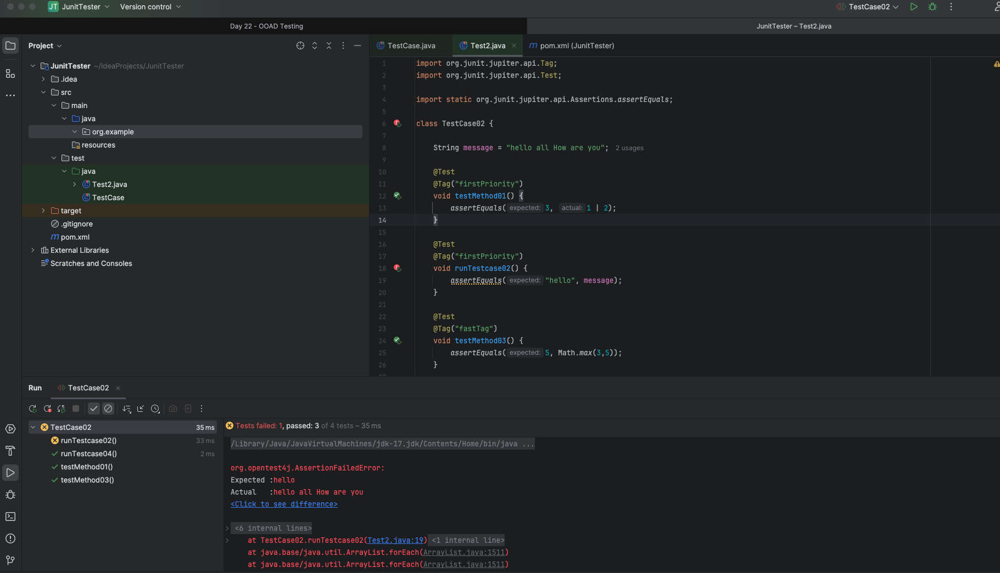 JT JunitTester Version control TestCase02
Day 22 - OOAD Testing JunitTester – Test2.java
Project
JunitTester ~/IdeaProjects/JunitTester
.idea
src
main
java
org.example
resources
test
java
Test2.java
TestCase
target
.gitignore
m pom.xml
External Libraries
Scratches and Consoles
TestCase.java Test2.java m pom.xml (JunitTester)
1 import org.junit.jupiter.api.Tag;
2 import org.junit.jupiter.api.Test;
3
4 import static org.junit.jupiter.api.Assertions.assertEquals;
5
6 class TestCase02 {
7
8 String message = "hello all How are you"; 2 usages
9
10 @Test
11 @Tag("firstPriority")
12 void testMethod01() {
13 assertEquals( expected: 3, actual: 1 | 2);
14 }
15
16 @Test
17 @Tag("firstPriority")
18 void runTestcase02() {
19 assertEquals( expected: "hello", message);
20 }
21
22 @Test
23 @Tag("fastTag")
24 void testMethod03() {
25 assertEquals( expected: 5, Math.max(3,5));
26 }
27
Run TestCase02
TestCase02 35 ms
runTestcase02() 33 ms
runTestcase04() 2 ms
testMethod01()
testMethod03()
Tests failed: 1, passed: 3 of 4 tests – 35 ms
/Library/Java/JavaVirtualMachines/jdk-17.jdk/Contents/Home/bin/java ...
org.opentest4j.AssertionFailedError:
Expected :hello
Actual :hello all How are you
<Click to see difference>
<6 internal lines>
at TestCase02.runTestcase02(Test2.java:19) <1 internal line>
at java.base/java.util.ArrayList.forEach(ArrayList.java:1511)
at java.base/java.util.ArrayList.forEach(ArrayList.java:1511)